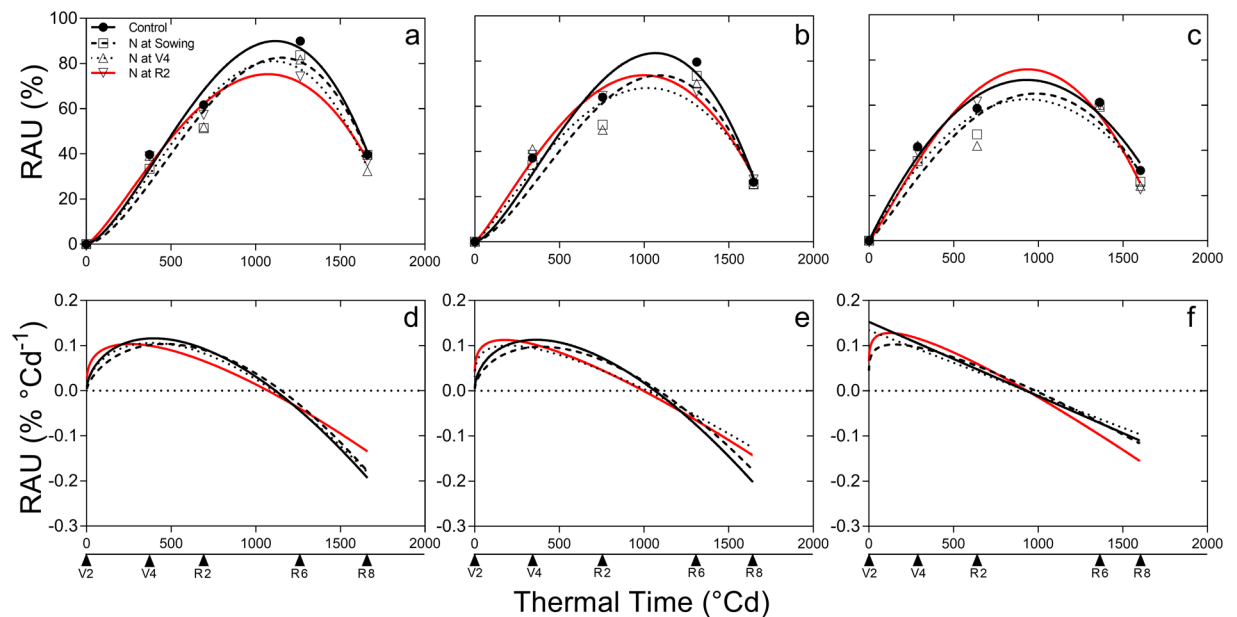 RAU (%)
100
80
60
40
20
0
Control
N at Sowing
N at V4
N at R2
a
b
c
0 500 1000 1500 2000
0 500 1000 1500 2000
0 500 1000 1500 2000
RAU (% °Cd-1)
0.2
0.1
0.0
-0.1
-0.2
-0.3
d
0.2
0.1
0.0
-0.1
-0.2
-0.3
e
0.2
0.1
0.0
-0.1
-0.2
-0.3
f
0 500 1000 1500 2000
0 500 1000 1500 2000
0 500 1000 1500 2000
V2 V4 R2 R6 R8
V2 V4 R2 R6 R8
V2 V4 R2 R6 R8
Thermal Time (°Cd)